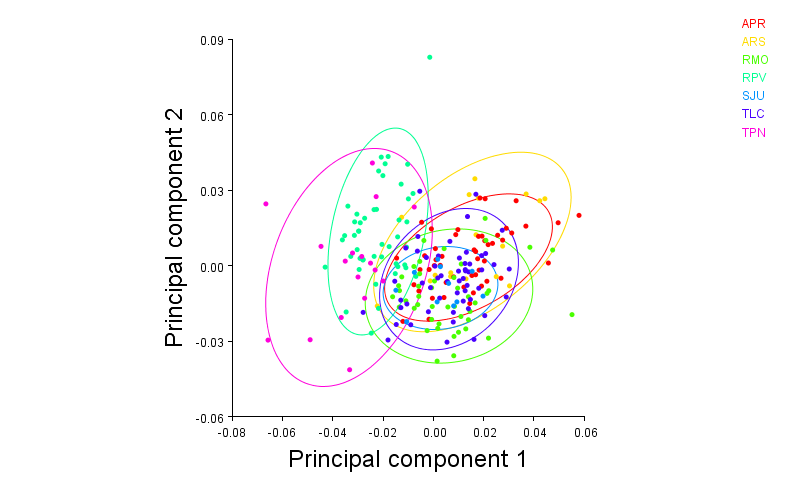 APR
ARS
RMO
RPV
SJU
TLC
TPN
Principal component 2
0.09
0.06
0.03
0.00
-0.03
-0.06
-0.08
-0.06
-0.04
-0.02
0.00
0.02
0.04
0.06
Principal component 1